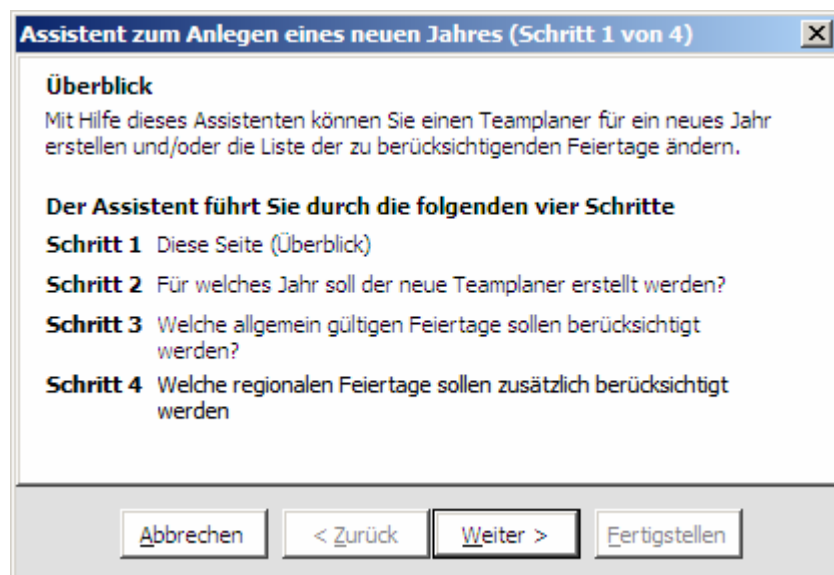 Assistent zum Anlegen eines neuen Jahres (Schritt 1 von 4)
Überblick
Mit Hilfe dieses Assistenten können Sie einen Teamplaner für ein neues Jahr
erstellen und/oder die Liste der zu berücksichtigenden Feiertage ändern.
Der Assistent führt Sie durch die folgenden vier Schritte
Schritt 1 Diese Seite (Überblick)
Schritt 2 Für welches Jahr soll der neue Teamplaner erstellt werden?
Schritt 3 Welche allgemein gültigen Feiertage sollen berücksichtigt
werden?
Schritt 4 Welche regionalen Feiertage sollen zusätzlich berücksichtigt
werden
Abbrechen < Zurück Weiter > Fertigstellen